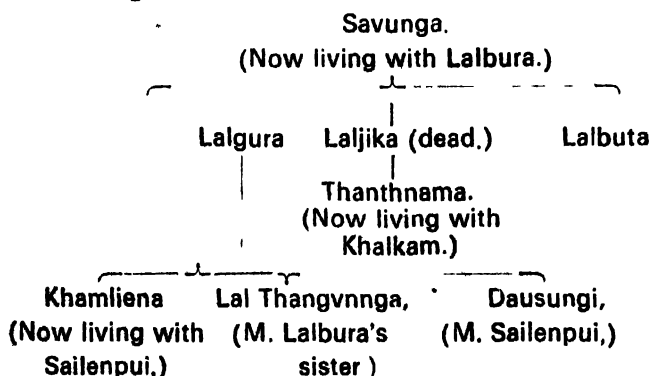 Savunga.
(Now living with Lalbura.)
Lalgura Laljika (dead.) Lalbuta
Thanthnama.
(Now living with
Khalkam.)
Khamliena Lal Thangvnnga, Dausungi,
(Now living with (M. Lalbura's (M. Sailenpui,)
Sailenpui,) sister )